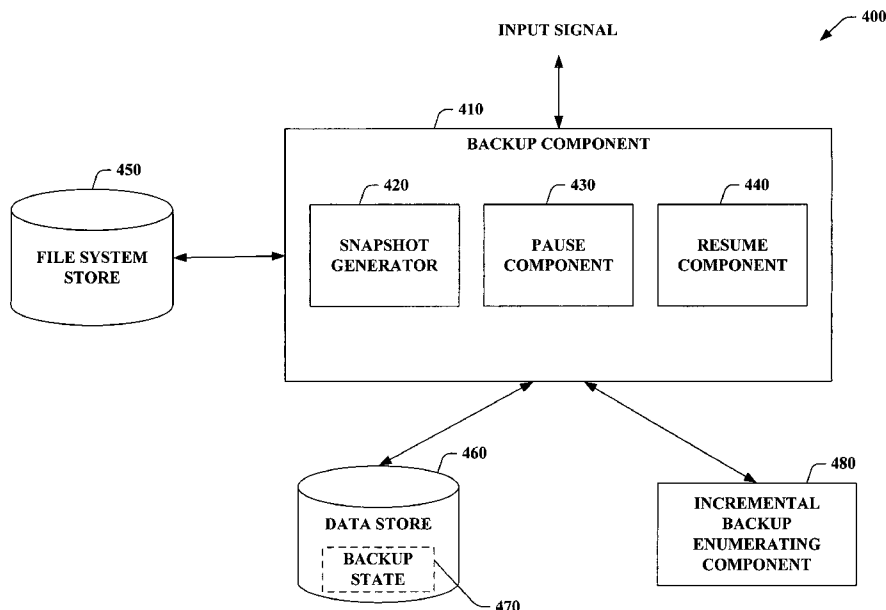 INPUT SIGNAL
400
410
BACKUP COMPONENT
450
420
430
440
FILE SYSTEM
STORE
SNAPSHOT
GENERATOR
PAUSE
COMPONENT
RESUME
COMPONENT
460
480
DATA STORE
BACKUP
STATE
470
INCREMENTAL
BACKUP
ENUMERATING
COMPONENT